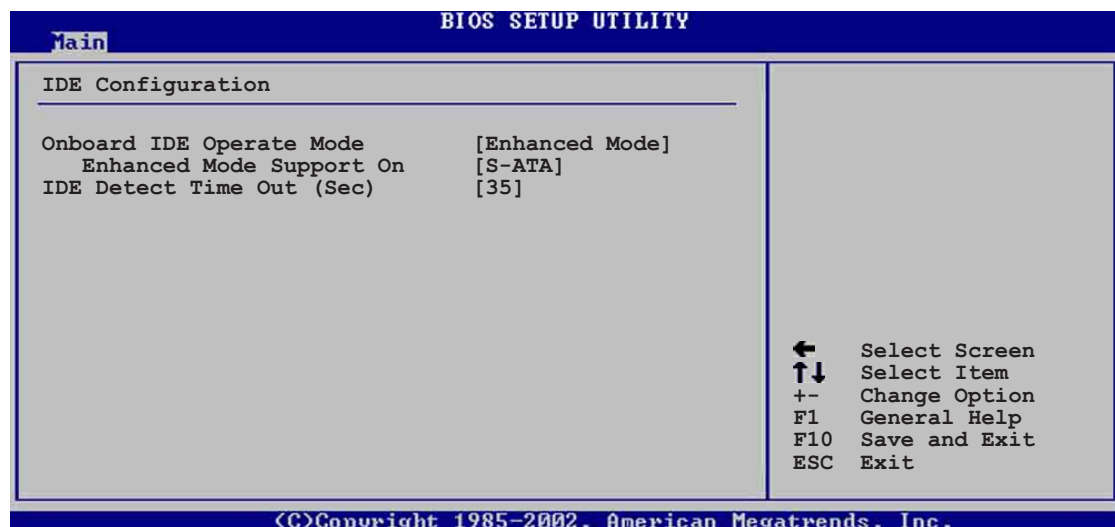 BIOS SETUP UTILITY
Main
IDE Configuration
Onboard IDE Operate Mode [Enhanced Mode]
Enhanced Mode Support On [S-ATA]
IDE Detect Time Out (Sec) [35]
← Select Screen
↑↓ Select Item
+- Change Option
F1 General Help
F10 Save and Exit
ESC Exit
(C)Copyright 1985-2002, American Megatrends, Inc.